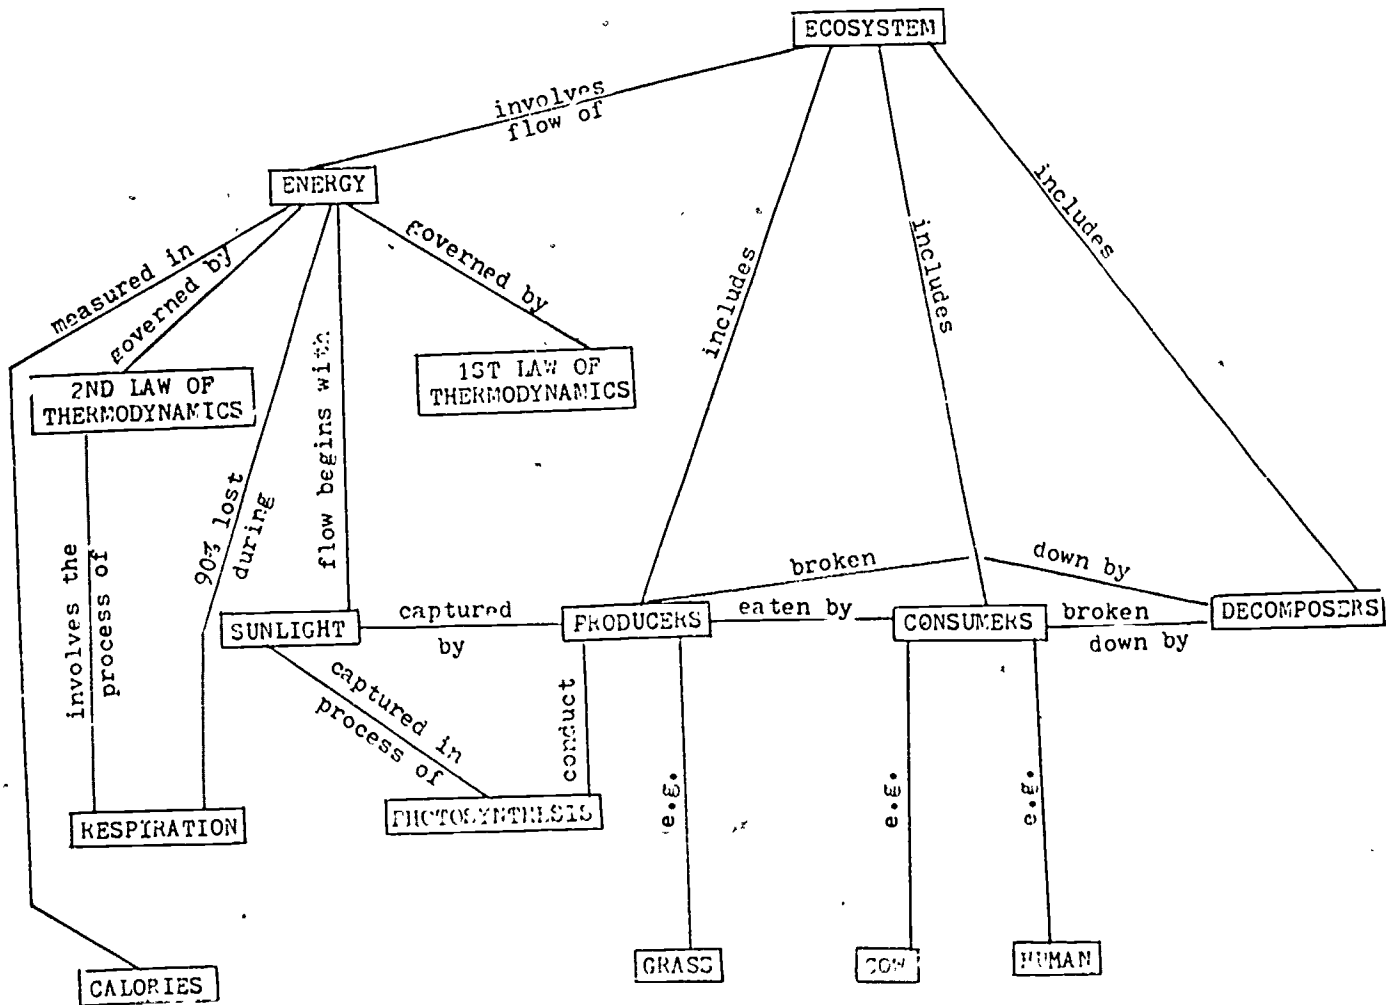 ECOSYSTEM
involves
flow of
ENERGY
includes
includes
includes
measured in
governed by
governed by
2ND LAW OF
THERMODYNAMICS
1ST LAW OF
THERMODYNAMICS
flow begins with
90% lost
during
involves the
process of
broken
down by
SUNLIGHT
captured
by
PRODUCERS
eaten by
CONSUMERS
broken
down by
DECOMPOSERS
captured in
process of
conduct
e.g.
e.g.
e.g.
RESPIRATION
PHOTOSYNTHESIS
GRASS
COW
HUMAN
CALORIES